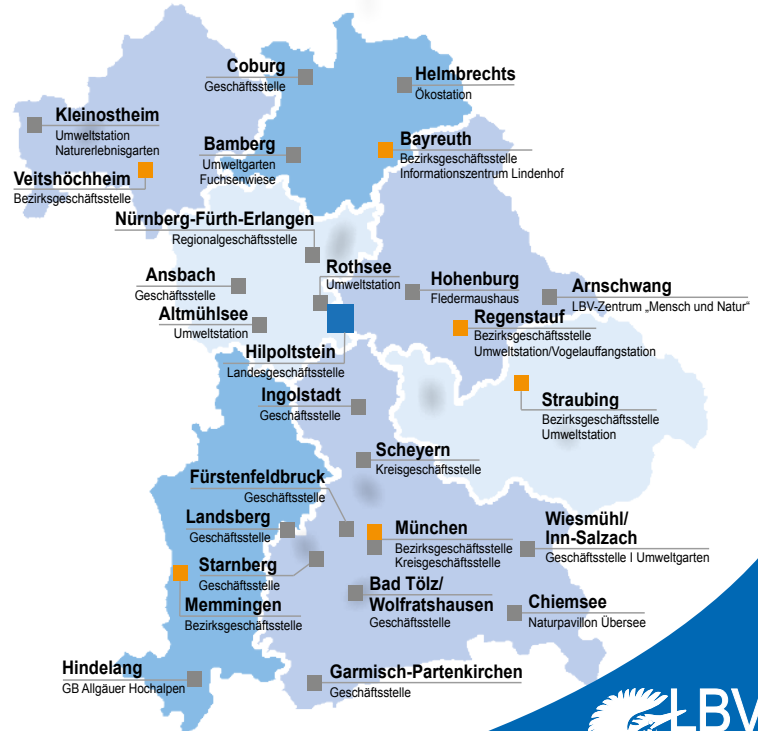 Coburg
Geschäftsstelle
Helmbrechts
Ökostation
Kleinostheim
Umweltstation
Naturerlebnisgarten
Bamberg
Umweltgarten
Fuchsenwiese
Bayreuth
Bezirksgeschäftsstelle
Informationszentrum Lindenhof
Veitshöchheim
Bezirksgeschäftsstelle
Nürnberg-Fürth-Erlangen
Regionalgeschäftsstelle
Rothsee
Umweltstation
Ansbach
Geschäftsstelle
Hohenburg
Fledermaushaus
Arnschwang
LBV-Zentrum „Mensch und Natur“
Altmühlsee
Umweltstation
Regenstauf
Bezirksgeschäftsstelle
Umweltstation/Vogelauffangstation
Hilpoltstein
Landesgeschäftsstelle
Ingolstadt
Geschäftsstelle
Straubing
Bezirksgeschäftsstelle
Umweltstation
Scheyern
Kreisgeschäftsstelle
Fürstenfeldbruck
Geschäftsstelle
Landsberg
Geschäftsstelle
München
Bezirksgeschäftsstelle
Kreisgeschäftsstelle
Wiesmühl/
Inn-Salzach
Geschäftsstelle I Umweltgarten
Starnberg
Geschäftsstelle
Bad Tölz/
Wolfratshausen
Geschäftsstelle
Memmingen
Bezirksgeschäftsstelle
Chiemsee
Naturpavillon Übersee
Hindelang
GB Allgäuer Hochalpen
Garmisch-Partenkirchen
Geschäftsstelle
LBV